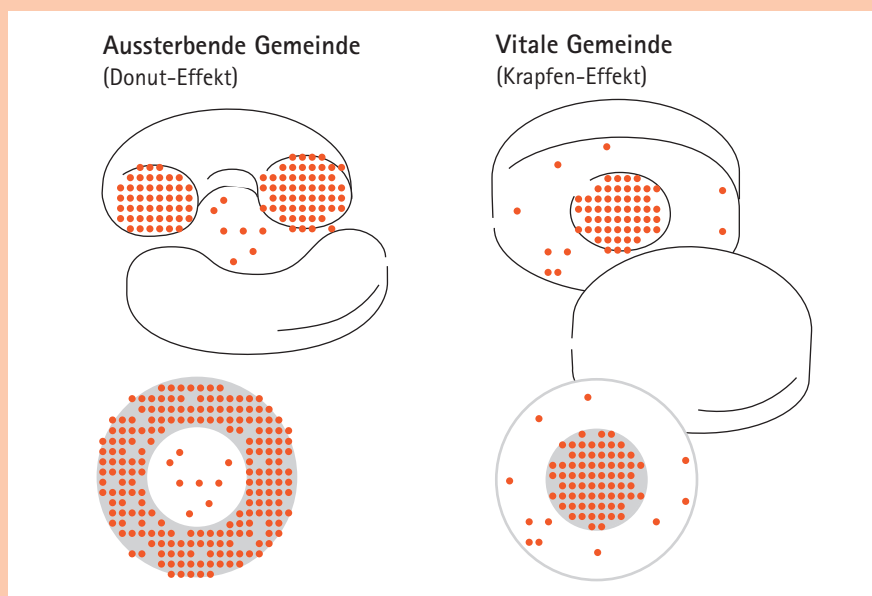 Aussterbende Gemeinde
(Donut-Effekt)
Vitale Gemeinde
(Krapfen-Effekt)